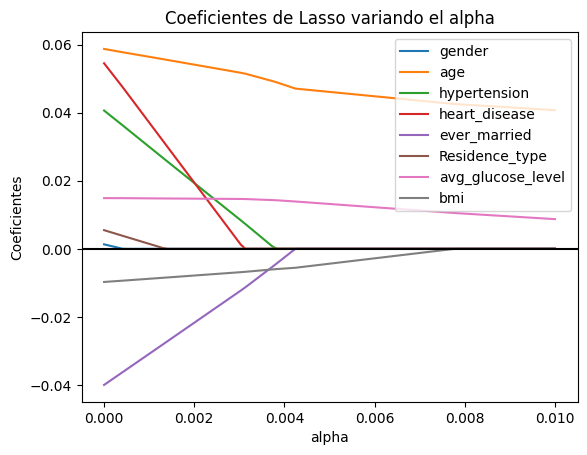 Coeficientes de Lasso variando el alpha
gender
age
hypertension
heart_disease
ever_married
Residence_type
avg_glucose_level
bmi
Coeficientes
0.06
0.04
0.02
0.00
−0.02
−0.04
0.000 0.002 0.004 0.006 0.008 0.010
alpha